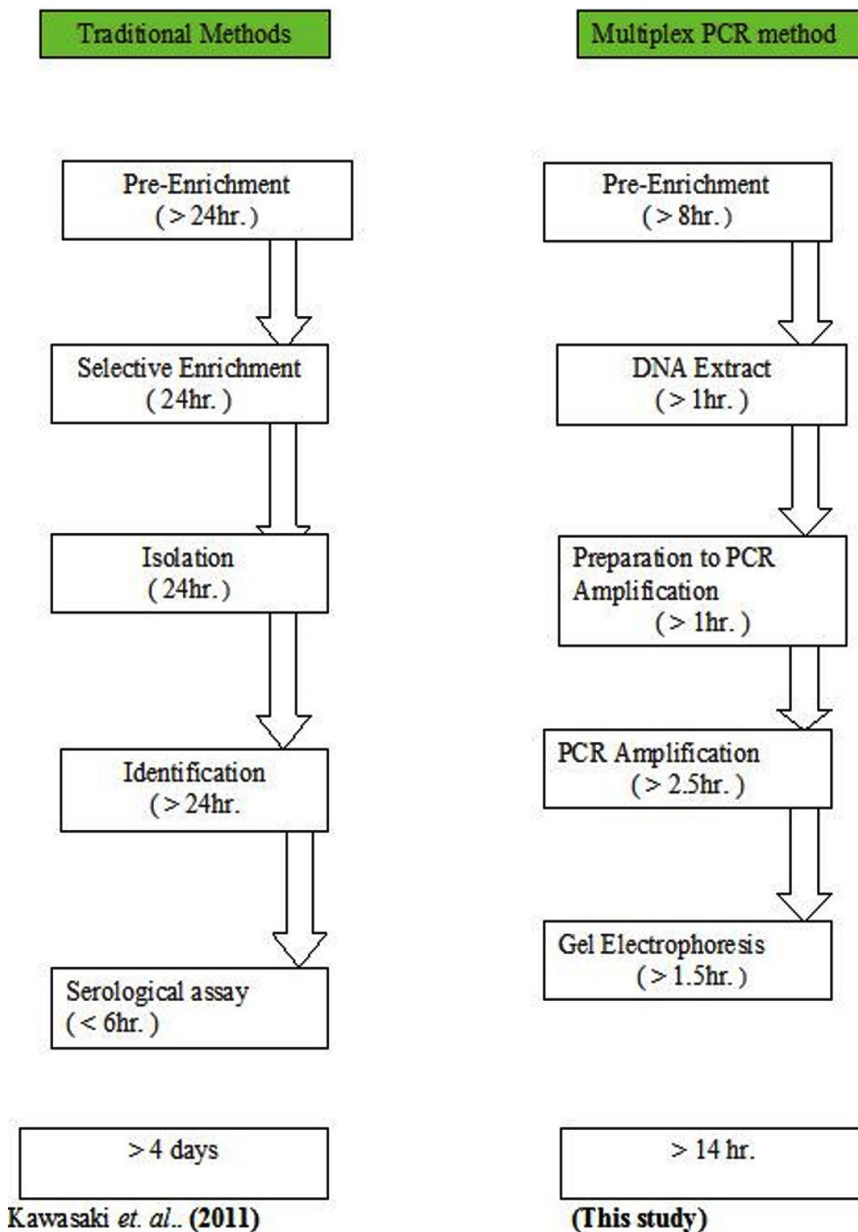 Traditional Methods
Pre-Enrichment
( > 24hr. )
Selective Enrichment
( 24hr. )
Isolation
( 24hr. )
Identification
( > 24hr.
Serological assay
( < 6hr. )
> 4 days
Kawasaki et. al.. (2011)
Multiplex PCR method
Pre-Enrichment
( > 8hr. )
DNA Extract
( > 1hr. )
Preparation to PCR
Amplification
( > 1hr. )
PCR Amplification
( > 2.5hr. )
Gel Electrophoresis
( > 1.5hr. )
> 14 hr.
(This study)